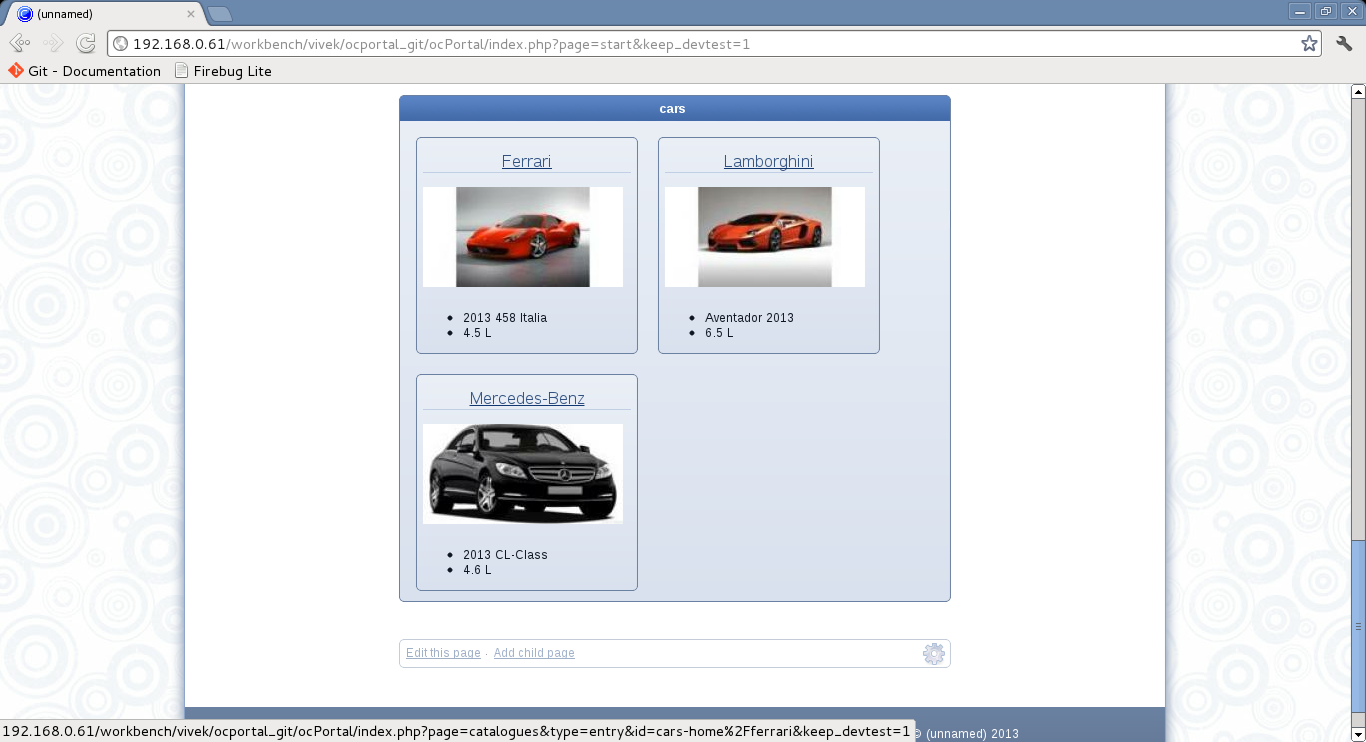 (unnamed)
192.168.0.61/workbench/vivek/ocportal_git/ocPortal/index.php?page=start&keep_devtest=1
Git - Documentation Firebug Lite
cars
Ferrari
2013 458 Italia
4.5 L
Lamborghini
Aventador 2013
6.5 L
Mercedes-Benz
2013 CL-Class
4.6 L
Edit this page · Add child page
192.168.0.61/workbench/vivek/ocportal_git/ocPortal/index.php?page=catalogues&type=entry&id=cars-home%2Fferrari&keep_devtest=1
© (unnamed) 2013